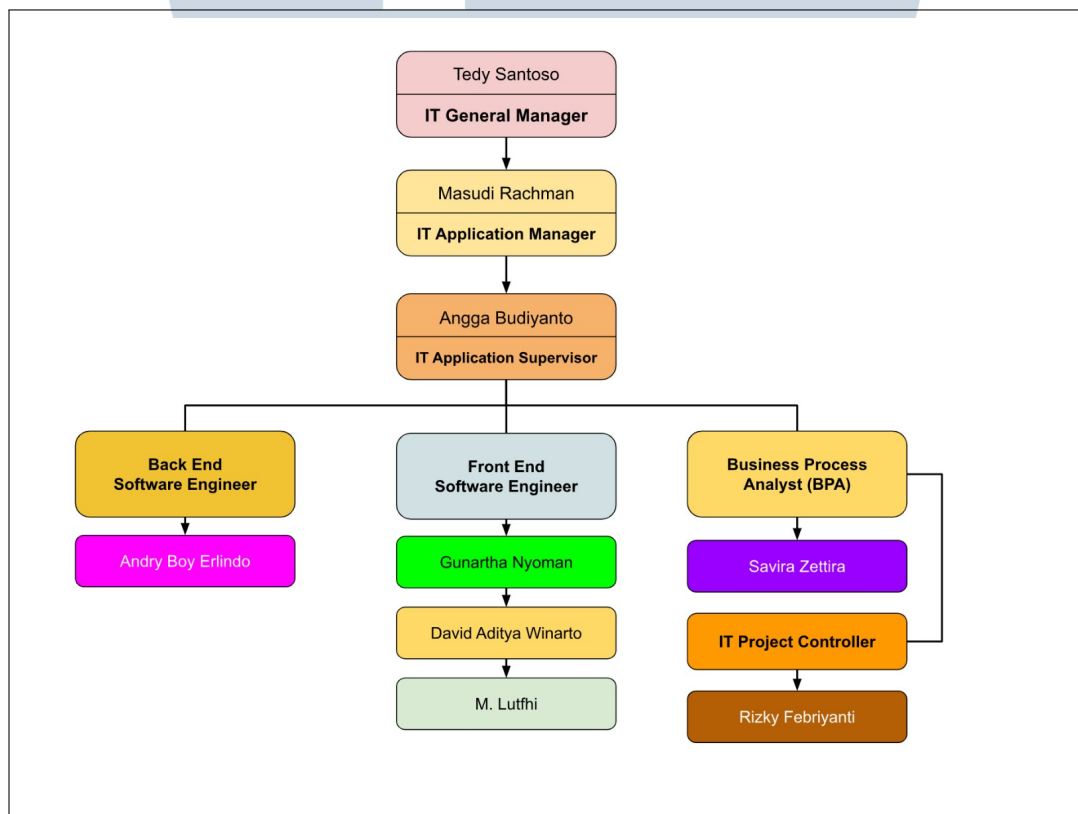 Tedy Santoso
IT General Manager
Masudi Rachman
IT Application Manager
Angga Budiyanto
IT Application Supervisor
Back End
Software Engineer
Andry Boy Erlindo
Front End
Software Engineer
Gunartha Nyoman
David Aditya Winarto
M. Lutfhi
Business Process
Analyst (BPA)
Savira Zettira
IT Project Controller
Rizky Febriyanti